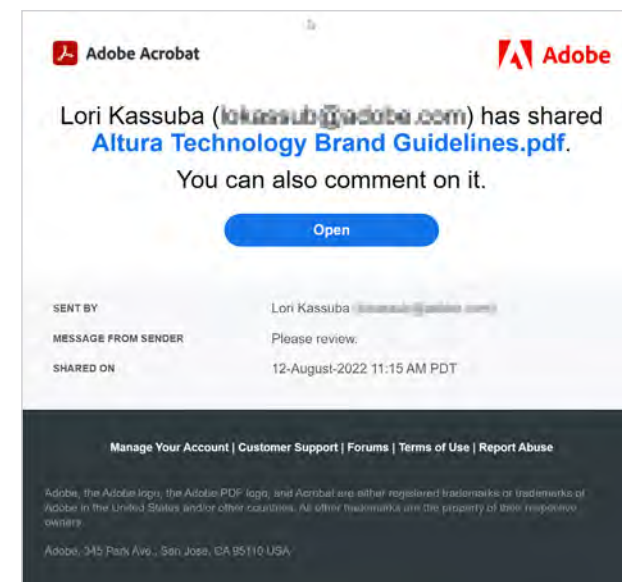 Adobe Acrobat
Adobe
Lori Kassuba (lokassub@adobe.com) has shared
Altura Technology Brand Guidelines.pdf.
You can also comment on it.
Open
SENT BY Lori Kassuba
MESSAGE FROM SENDER Please review.
SHARED ON 12-August-2022 11:15 AM PDT
Manage Your Account | Customer Support | Forums | Terms of Use | Report Abuse
Adobe, the Adobe logo, the Adobe PDF logo, and Acrobat are either registered trademarks or trademarks of
Adobe in the United States and/or other countries. All other trademarks are the property of their respective
owners.
Adobe, 345 Park Ave., San Jose, CA 95110 USA